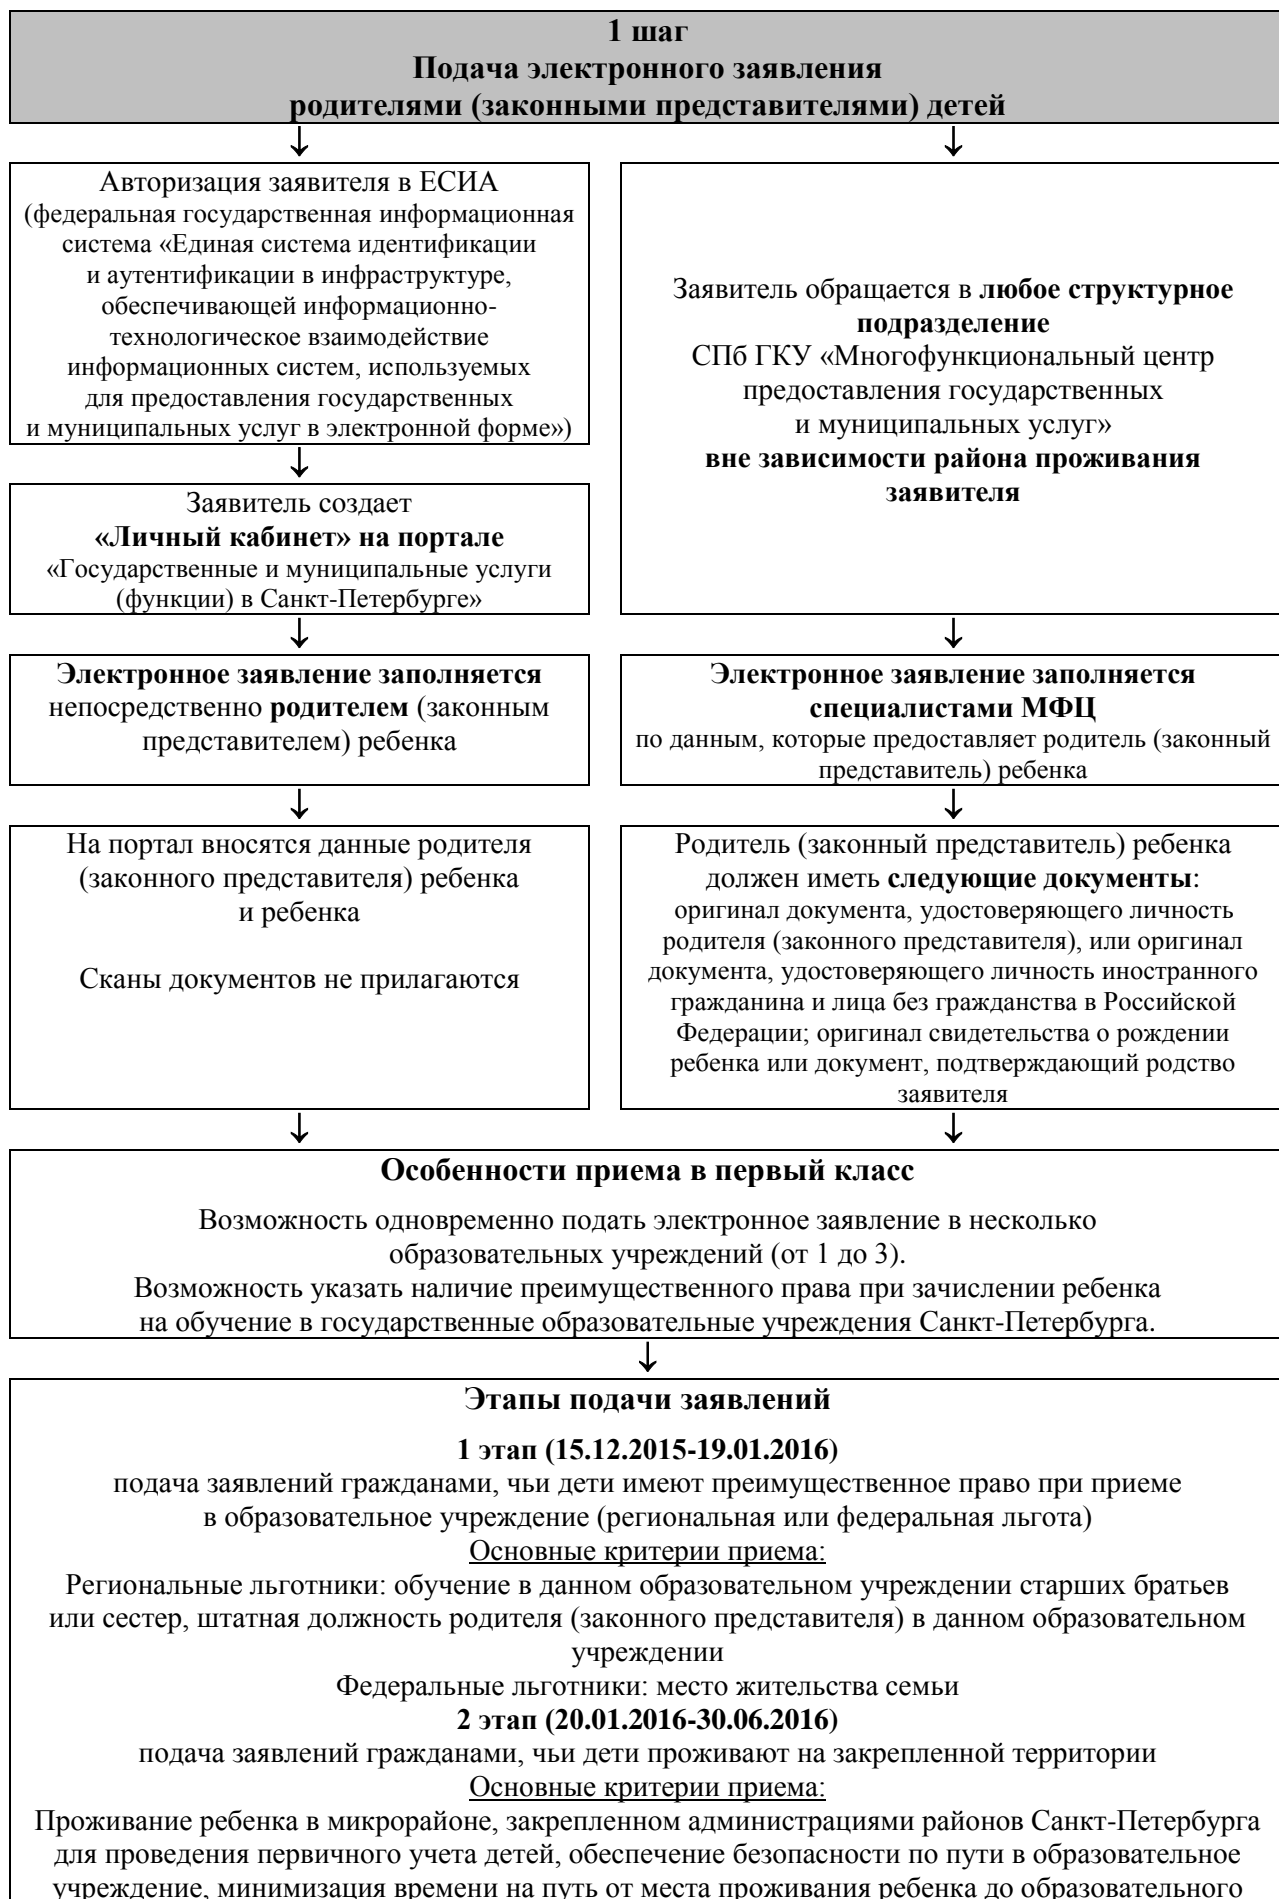 1 шаг
Подача электронного заявления
родителями (законными представителями) детей
Авторизация заявителя в ЕСИА
(федеральная государственная информационная
система «Единая система идентификации
и аутентификации в инфраструктуре,
обеспечивающей информационно-
технологическое взаимодействие
информационных систем, используемых
для предоставления государственных
и муниципальных услуг в электронной форме»)
Заявитель создает
«Личный кабинет» на портале
«Государственные и муниципальные услуги
(функции) в Санкт-Петербурге»
Электронное заявление заполняется
непосредственно родителем (законным
представителем) ребенка
На портал вносятся данные родителя
(законного представителя) ребенка
и ребенка
Сканы документов не прилагаются
Заявитель обращается в любое структурное
подразделение
СПб ГКУ «Многофункциональный центр
предоставления государственных
и муниципальных услуг»
вне зависимости района проживания
заявителя
Электронное заявление заполняется
специалистами МФЦ
по данным, которые предоставляет родитель (законный
представитель) ребенка
Родитель (законный представитель) ребенка
должен иметь следующие документы:
оригинал документа, удостоверяющего личность
родителя (законного представителя), или оригинал
документа, удостоверяющего личность иностранного
гражданина и лица без гражданства в Российской
Федерации; оригинал свидетельства о рождении
ребенка или документ, подтверждающий родство
заявителя
Особенности приема в первый класс
Возможность одновременно подать электронное заявление в несколько
образовательных учреждений (от 1 до 3).
Возможность указать наличие преимущественного права при зачислении ребенка
на обучение в государственные образовательные учреждения Санкт-Петербурга.
Этапы подачи заявлений
1 этап (15.12.2015-19.01.2016)
подача заявлений гражданами, чьи дети имеют преимущественное право при приеме
в образовательное учреждение (региональная или федеральная льгота)
Основные критерии приема:
Региональные льготники: обучение в данном образовательном учреждении старших братьев
или сестер, штатная должность родителя (законного представителя) в данном образовательном
учреждении
Федеральные льготники: место жительства семьи
2 этап (20.01.2016-30.06.2016)
подача заявлений гражданами, чьи дети проживают на закрепленной территории
Основные критерии приема:
Проживание ребенка в микрорайоне, закрепленном администрациями районов Санкт-Петербурга
для проведения первичного учета детей, обеспечение безопасности по пути в образовательное
учреждение, минимизация времени на путь от места проживания ребенка до образовательного